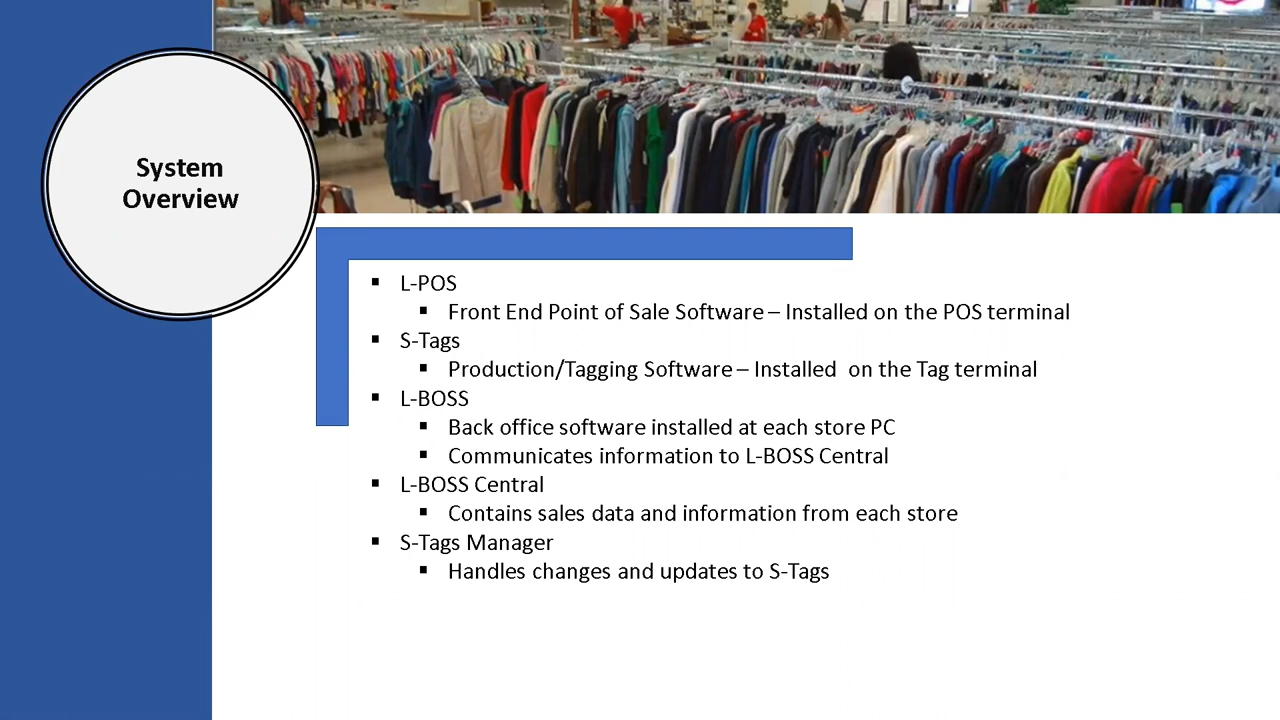 System
Overview
L-POS
Front End Point of Sale Software – Installed on the POS terminal
S-Tags
Production/Tagging Software – Installed  on the Tag terminal
L-BOSS
Back office software installed at each store PC
Communicates information to L-BOSS Central
L-BOSS Central
Contains sales data and information from each store
S-Tags Manager
Handles changes and updates to S-Tags